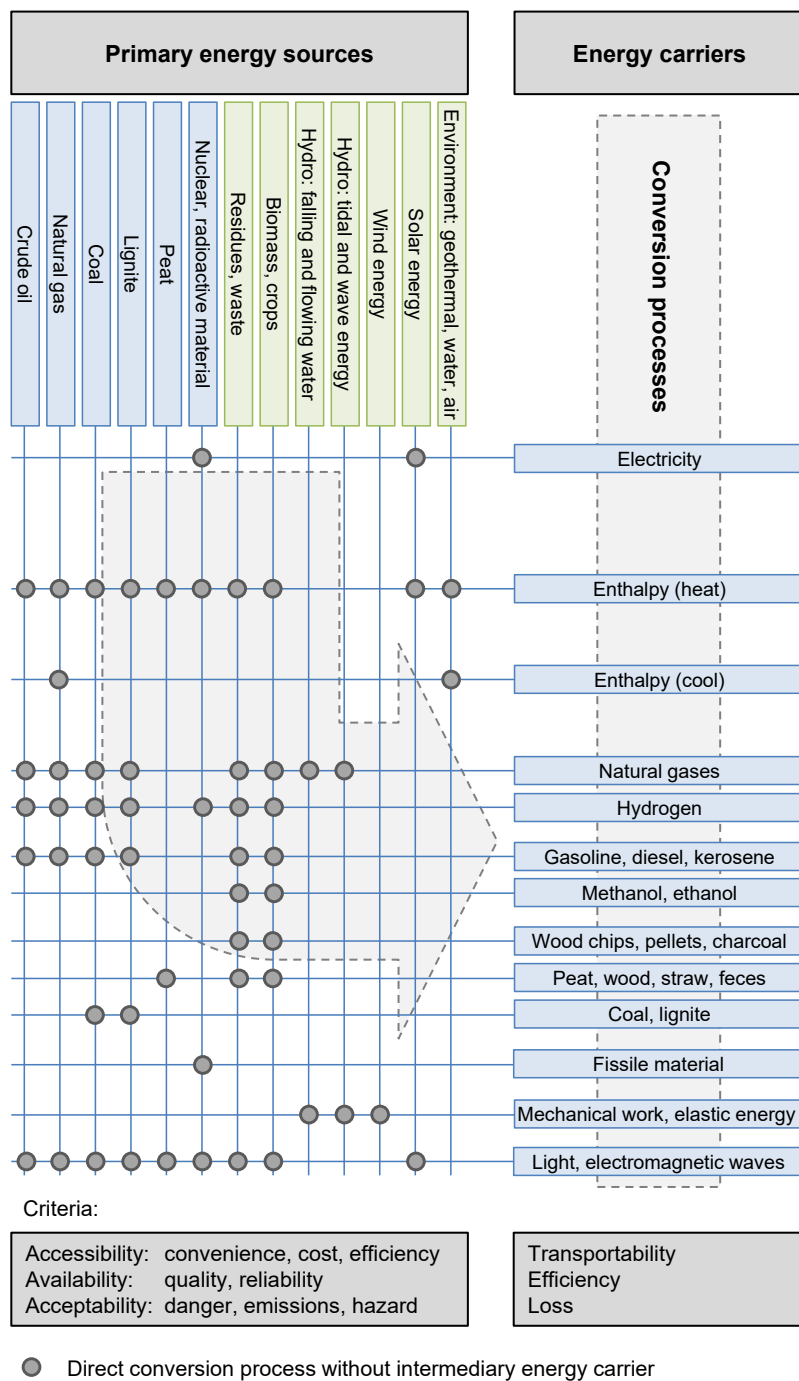 Primary energy sources
Energy carriers
Crude oil
Natural gas
Coal
Lignite
Peat
Nuclear, radioactive material
Residues, waste
Biomass, crops
Hydro: falling and flowing water
Hydro: tidal and wave energy
Wind energy
Solar energy
Environment: geothermal, water, air
Conversion processes
Electricity
Enthalpy (heat)
Enthalpy (cool)
Natural gases
Hydrogen
Gasoline, diesel, kerosene
Methanol, ethanol
Wood chips, pellets, charcoal
Peat, wood, straw, feces
Coal, lignite
Fissile material
Mechanical work, elastic energy
Light, electromagnetic waves
Criteria:
Accessibility: convenience, cost, efficiency
Availability: quality, reliability
Acceptability: danger, emissions, hazard
Transportability
Efficiency
Loss
Direct conversion process without intermediary energy carrier